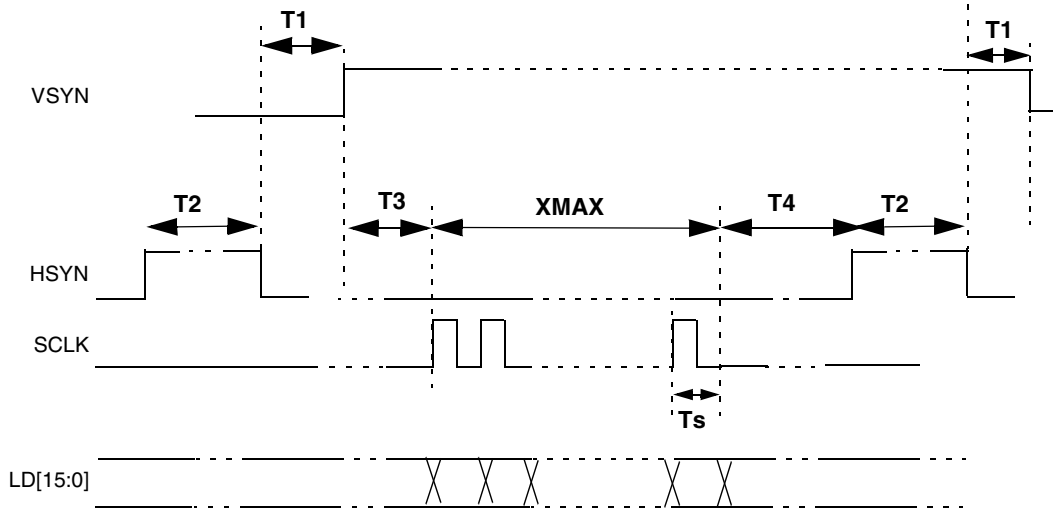 T1
T1
VSYN
T2
T3
XMAX
T4
T2
HSYN
SCLK
Ts
LD[15:0]